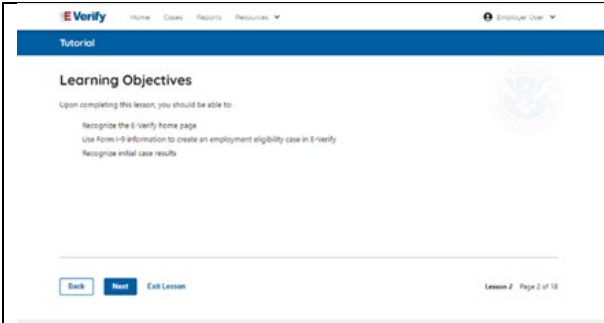 E-Verify
Home Cases Reports Resources
Employer User
Tutorial
Learning Objectives
Upon completing this lesson, you should be able to:
Recognize the E-Verify home page
Use Form I-9 information to create an employment eligibility case in E-Verify
Recognize initial case results
Back Next Exit Lesson
Lesson 2 Page 2 of 18